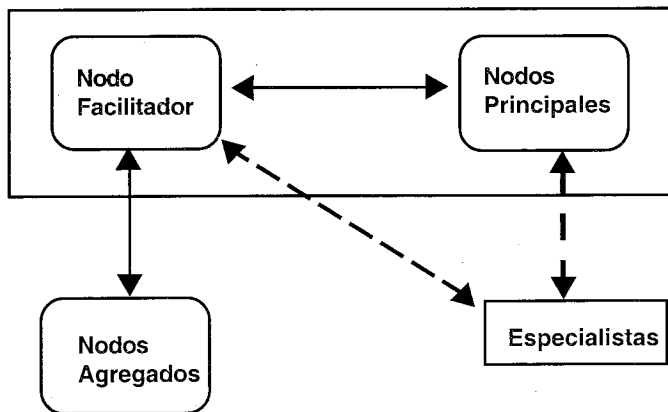 Nodo
Facilitador
Nodos
Principales
Nodos
Agregados
Especialistas